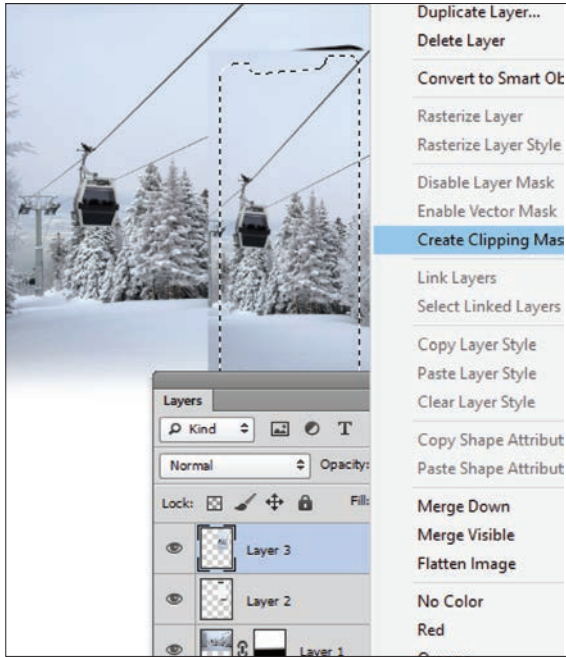 Duplicate Layer...
Delete Layer
Convert to Smart Ob
Rasterize Layer
Rasterize Layer Style
Disable Layer Mask
Enable Vector Mask
Create Clipping Mas
Link Layers
Select Linked Layers
Copy Layer Style
Paste Layer Style
Clear Layer Style
Copy Shape Attribut
Paste Shape Attribut
Merge Down
Merge Visible
Flatten Image
No Color
Red
Layers
Kind
T
Normal
Opacity:
Lock:
Fill:
Layer 3
Layer 2
Layer 1